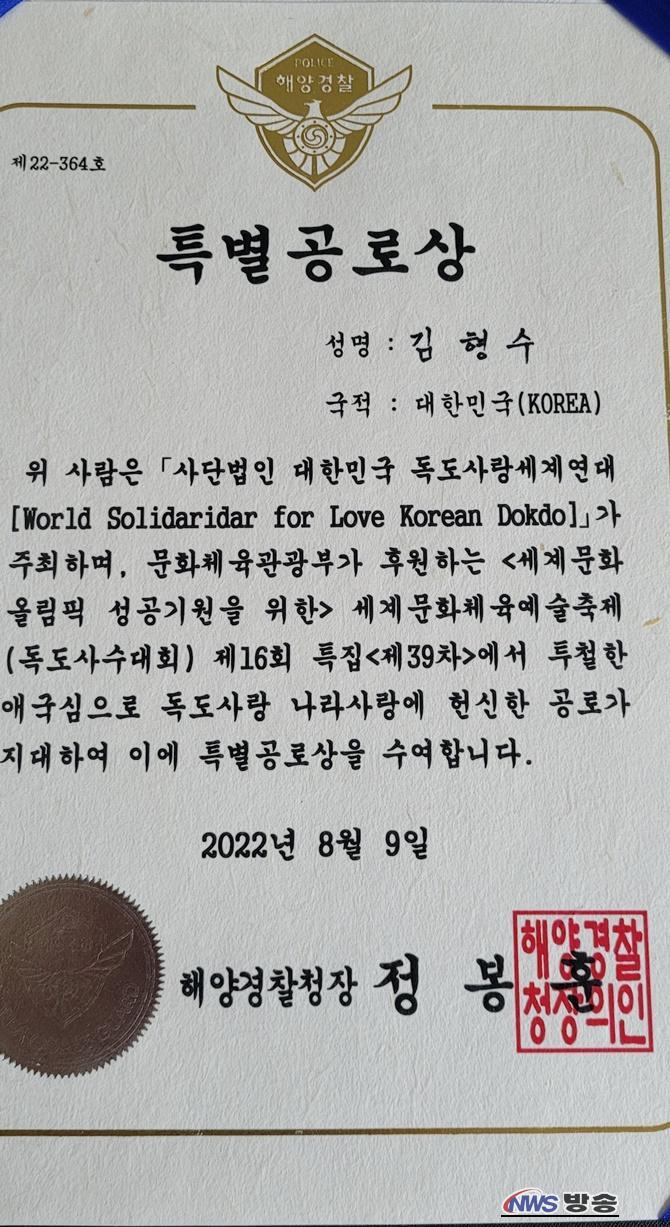 POLICE
해양경찰
제22-364호
특별공로상
성명 : 김 형 수
국적 : 대한민국(KOREA)
위 사람은 「사단법인 대한민국 독도사랑세계연대
[World Solidaridar for Love Korean Dokdo]」가
주최하며, 문화체육관광부가 후원하는 <세계문화
올림픽 성공기원을 위한> 세계문화체육예술축제
(독도사수대회) 제16회 특집<제39차>에서 투철한
애국심으로 독도사랑 나라사랑에 헌신한 공로가
지대하여 이에 특별공로상을 수여합니다.
2022년 8월 9일
해양경찰청장 정 봉 훈
해양경찰
청장의인
NWS 방송